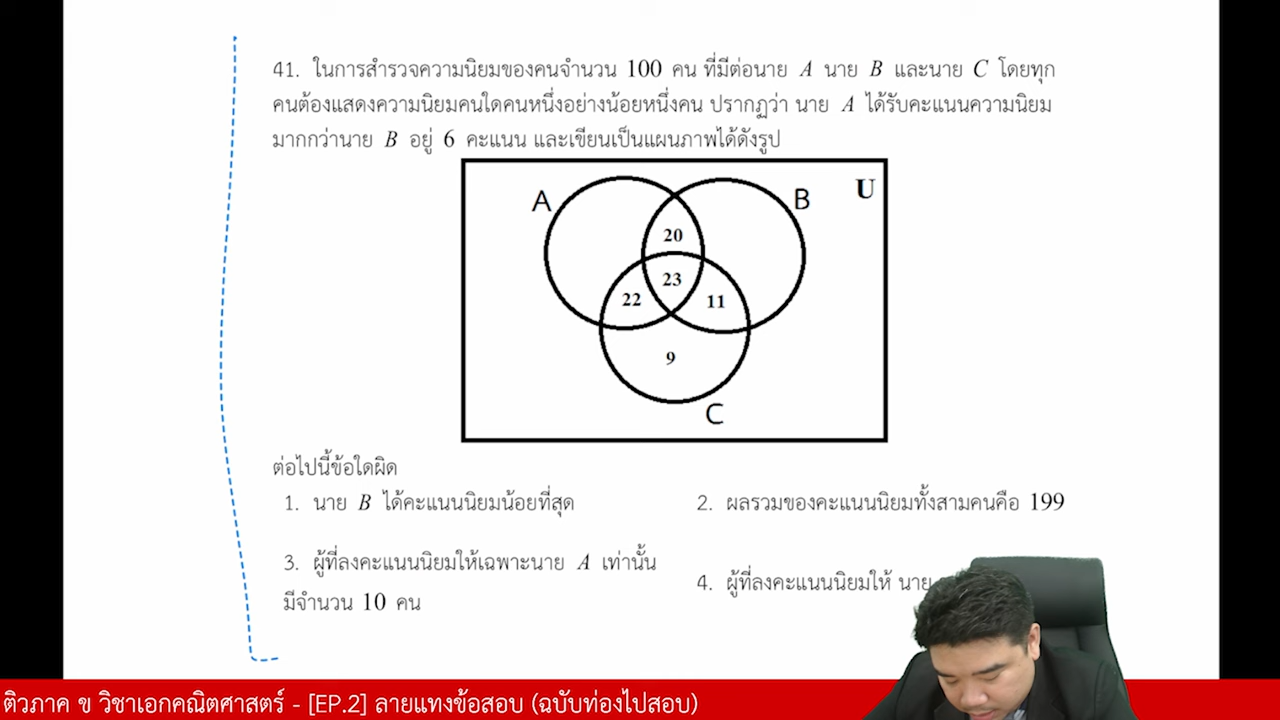 41. ในการสำรวจความนิยมของคนจำนวน 100 คน ที่มีต่อนาย A นาย B และนาย C โดยทุก
คนต้องแสดงความนิยมคนใดคนหนึ่งอย่างน้อยหนึ่งคน ปรากฏว่า นาย A ได้รับคะแนนความนิยม
มากกว่านาย B อยู่ 6 คะแนน และเขียนเป็นแผนภาพได้ดังรูป
A B U
20
23
22 11
9
C
ต่อไปนี้ข้อใดผิด
1. นาย B ได้คะแนนนิยมน้อยที่สุด
2. ผลรวมของคะแนนนิยมทั้งสามคนคือ 199
3. ผู้ที่ลงคะแนนนิยมให้เฉพาะนาย A เท่านั้น
มีจำนวน 10 คน
4. ผู้ที่ลงคะแนนนิยมให้ นาย
ติวภาค ข วิชาเอกคณิตศาสตร์ - [EP.2] ลายแทงข้อสอบ (ฉบับท่องไปสอบ)